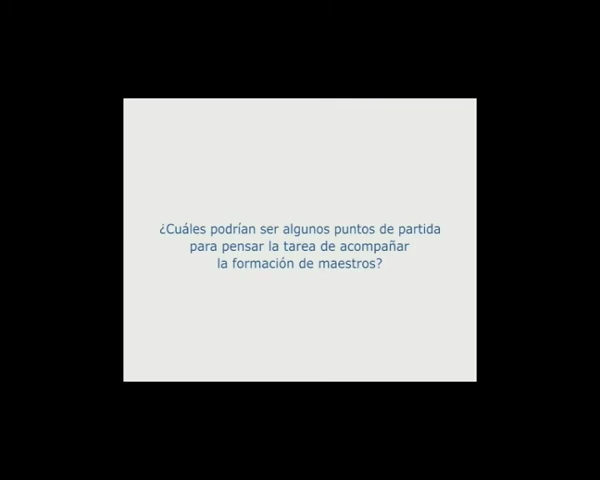 ¿Cuáles podrían ser algunos puntos de partida
para pensar la tarea de acompañar
la formación de maestros?